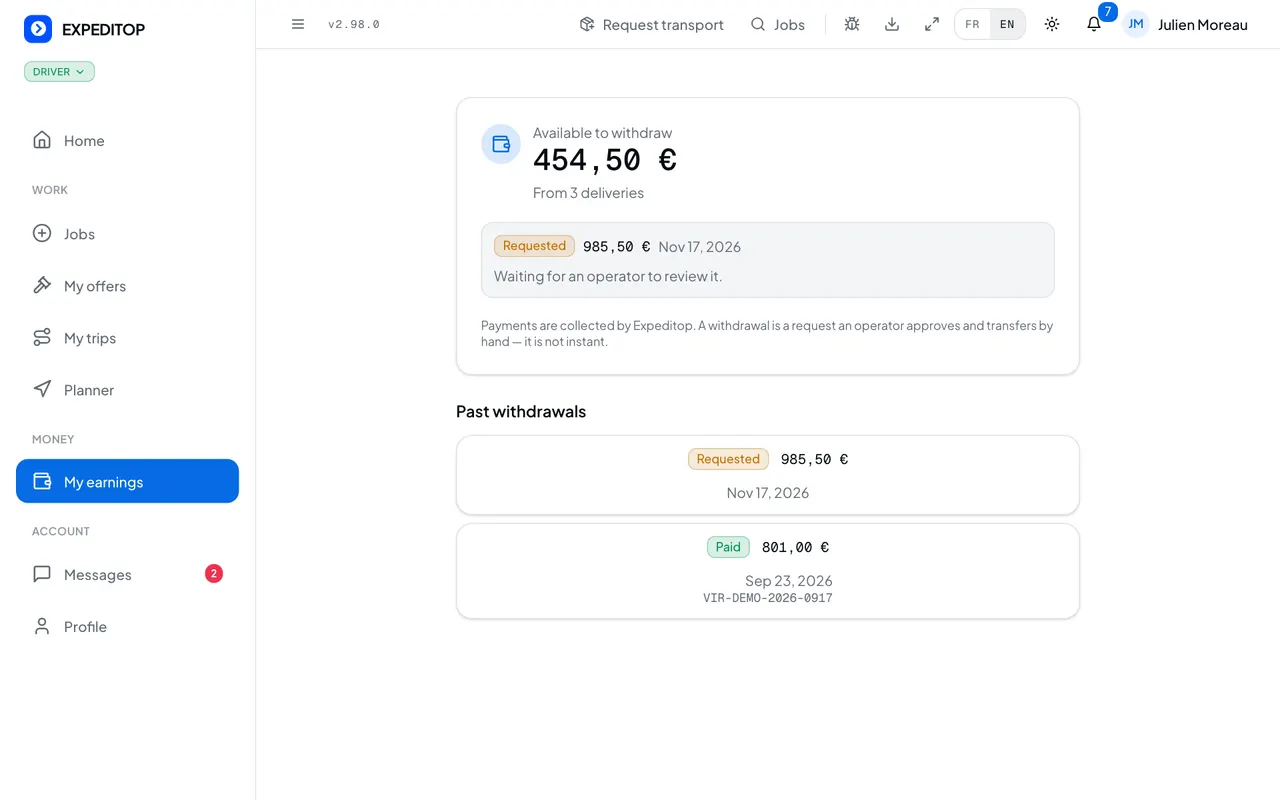 EXPEDITOP
v2.98.0
Request transport
Jobs
FR
EN
7
JM
Julien Moreau
DRIVER
Home
WORK
Jobs
My offers
My trips
Planner
MONEY
My earnings
ACCOUNT
Messages
2
Profile
Available to withdraw
454,50 €
From 3 deliveries
Requested 985,50 € Nov 17, 2026
Waiting for an operator to review it.
Payments are collected by Expeditop. A withdrawal is a request an operator approves and transfers by
hand — it is not instant.
Past withdrawals
Requested 985,50 €
Nov 17, 2026
Paid 801,00 €
Sep 23, 2026
VIR-DEMO-2026-0917